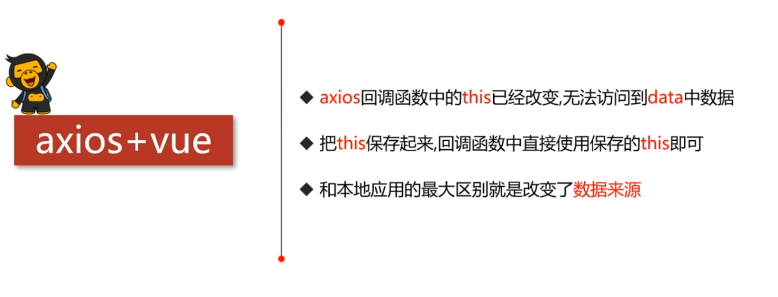 axios+vue
◆ axios回调函数中的this已经改变,无法访问到data中数据
◆ 把this保存起来,回调函数中直接使用保存的this即可
◆ 和本地应用的最大区别就是改变了数据来源